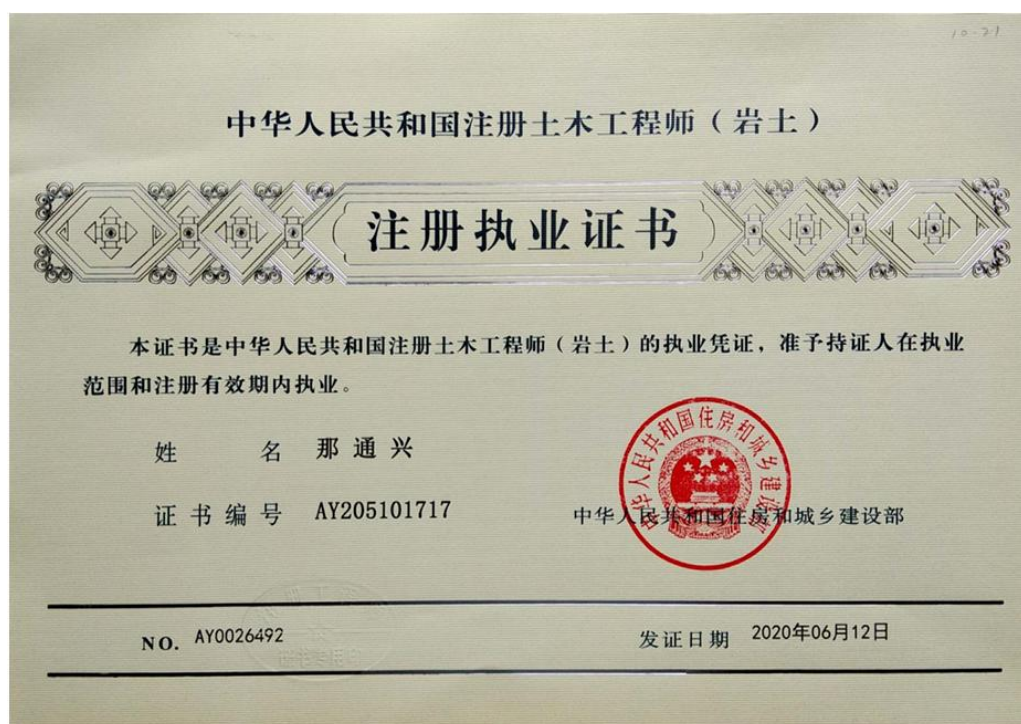 10-21
中华人民共和国注册土木工程师（岩土）
注册执业证书
本证书是中华人民共和国注册土木工程师（岩土）的执业凭证，准予持证人在执业
范围和注册有效期内执业。
姓 名 那通兴
中华人民共和国住房和城乡建设部
证书编号 AY205101717
中华人民共和国住房和城乡建设部
NO. AY0026492
发证日期 2020年06月12日